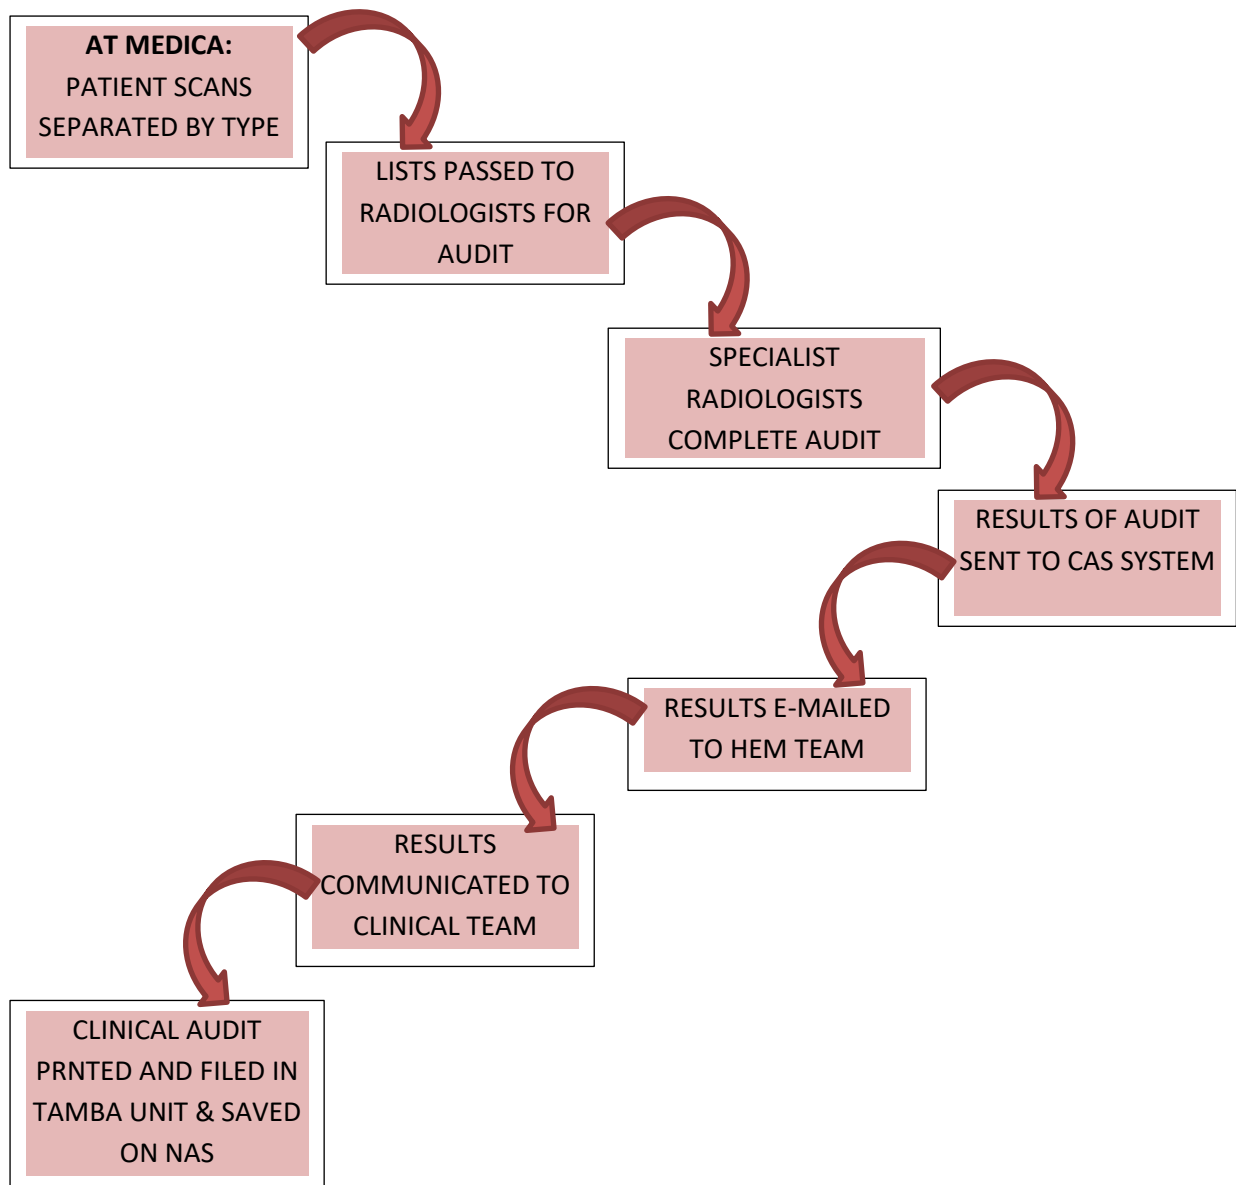 AT MEDICA:
PATIENT SCANS
SEPARATED BY TYPE
LISTS PASSED TO
RADIOLOGISTS FOR
AUDIT
SPECIALIST
RADIOLOGISTS
COMPLETE AUDIT
RESULTS OF AUDIT
SENT TO CAS SYSTEM
RESULTS E-MAILED
TO HEM TEAM
RESULTS
COMMUNICATED TO
CLINICAL TEAM
CLINICAL AUDIT
PRNTED AND FILED IN
TAMBA UNIT & SAVED
ON NAS